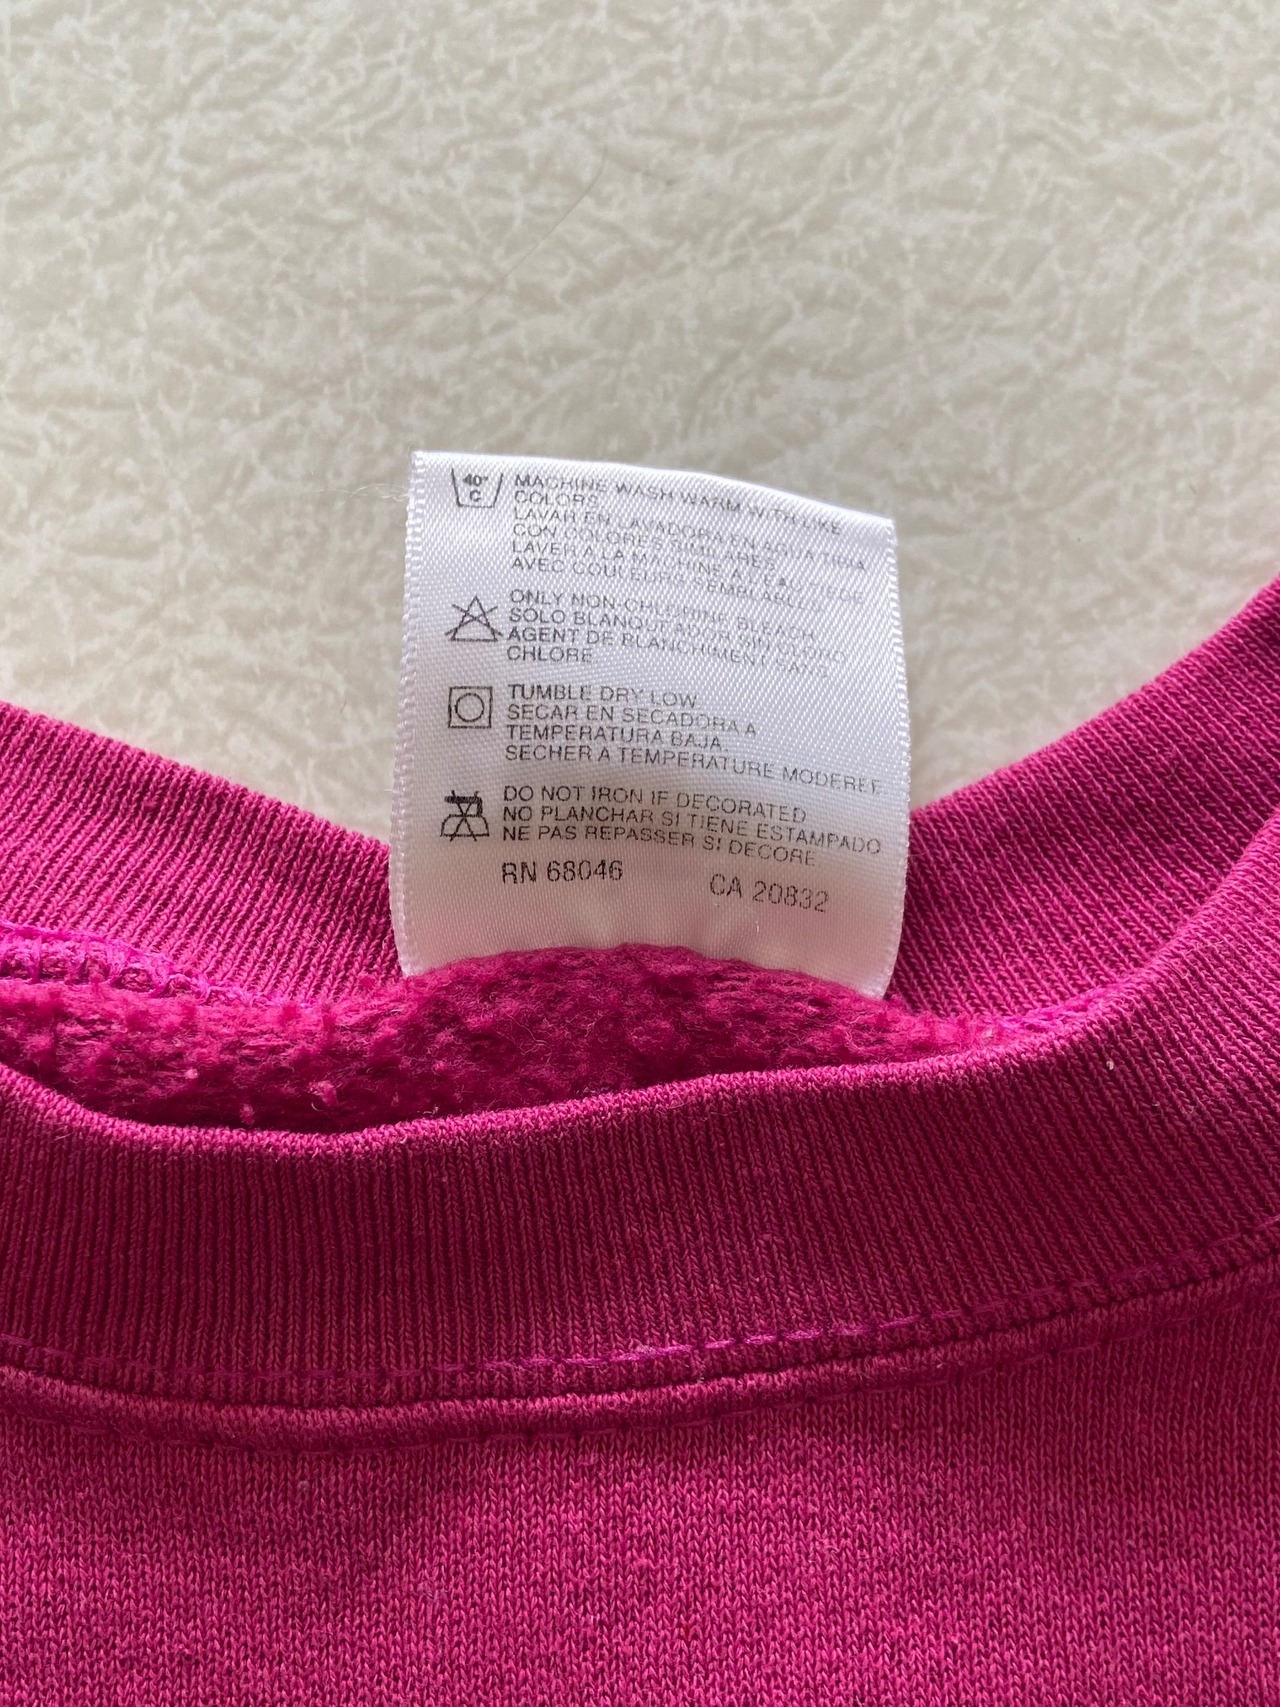 40°
C
MACHINE WASH WARM WITH LIKE
COLORS
LAVAR EN LAVADORA EN AGUA TIBIA
CON COLORES SIMILARES
LAVER A LA MACHINE A L'EAU TIEDE
AVEC COULEURS SEMBLABLES
ONLY NON-CHLORINE BLEACH
SOLO BLANQUEADOR SIN CLORO
AGENT DE BLANCHIMENT SANS
CHLORE
TUMBLE DRY LOW
SECAR EN SECADORA A
TEMPERATURA BAJA
SECHER A TEMPERATURE MODEREE
DO NOT IRON IF DECORATED
NO PLANCHAR SI TIENE ESTAMPADO
NE PAS REPASSER SI DECORE
RN 68046 CA 20832